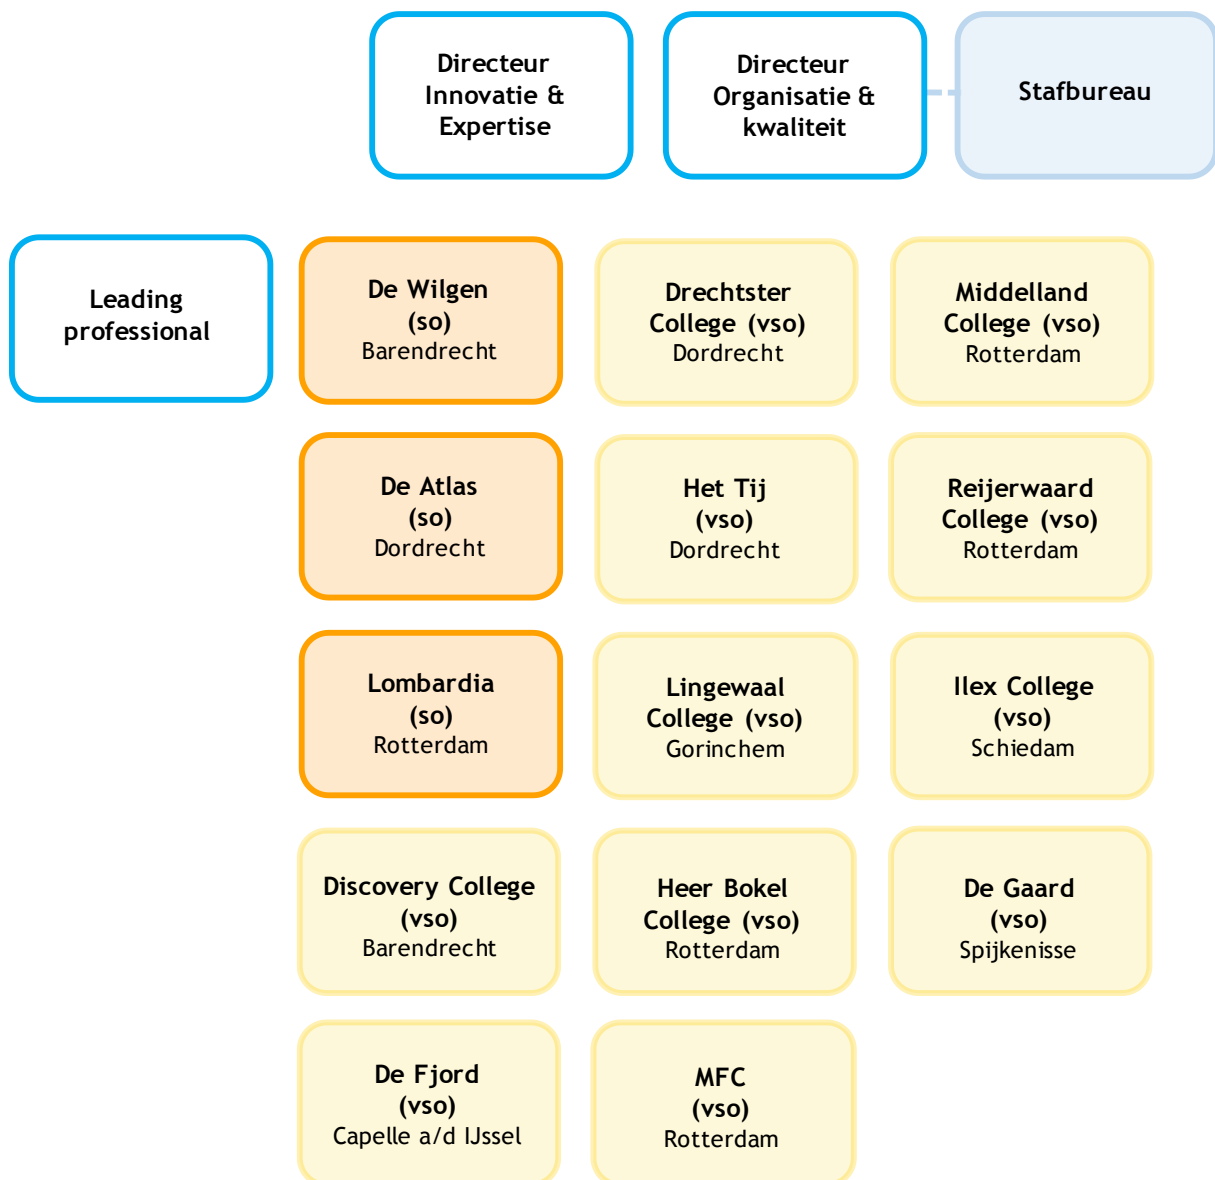 Directeur
Innovatie &
Expertise
Directeur
Organisatie &
kwaliteit
Stafbureau
Leading
professional
De Wilgen
(so)
Barendrecht
Drechtster
College (vso)
Dordrecht
Middelland
College (vso)
Rotterdam
De Atlas
(so)
Dordrecht
Het Tij
(vso)
Dordrecht
Reijerwaard
College (vso)
Rotterdam
Lombardia
(so)
Rotterdam
Lingewaal
College (vso)
Gorinchem
Ilex College
(vso)
Schiedam
Discovery College
(vso)
Barendrecht
Heer Bokel
College (vso)
Rotterdam
De Gaard
(vso)
Spijkenisse
De Fjord
(vso)
Capelle a/d IJssel
MFC
(vso)
Rotterdam